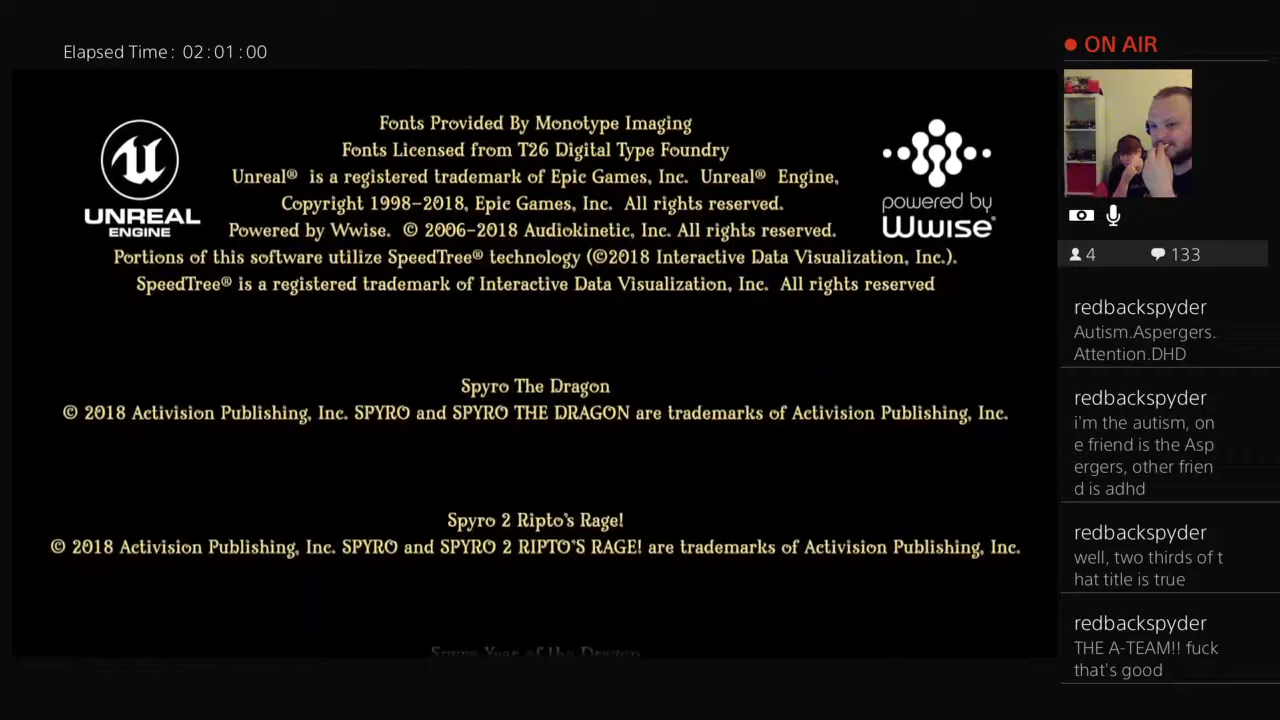 Elapsed Time: 02:01:00
ON AIR
UNREAL
ENGINE
Fonts Provided By Monotype Imaging
Fonts Licensed from T26 Digital Type Foundry
Unreal® is a registered trademark of Epic Games, Inc. Unreal® Engine,
Copyright 1998–2018, Epic Games, Inc. All rights reserved.
Powered by Wwise. © 2006–2018 Audiokinetic, Inc. All rights reserved.
Portions of this software utilize SpeedTree® technology (©2018 Interactive Data Visualization, Inc.).
SpeedTree® is a registered trademark of Interactive Data Visualization, Inc. All rights reserved
powered by
Wwise®
Spyro The Dragon
© 2018 Activision Publishing, Inc. SPYRO and SPYRO THE DRAGON are trademarks of Activision Publishing, Inc.
Spyro 2 Ripto's Rage!
© 2018 Activision Publishing, Inc. SPYRO and SPYRO 2 RIPTO'S RAGE! are trademarks of Activision Publishing, Inc.
Spyro Year of the Dragon
4 133
redbackspyder
Autism.Aspergers.
Attention.DHD
redbackspyder
i'm the autism, on
e friend is the Asp
ergers, other frien
d is adhd
redbackspyder
well, two thirds of t
hat title is true
redbackspyder
THE A-TEAM!! fuck
that's good